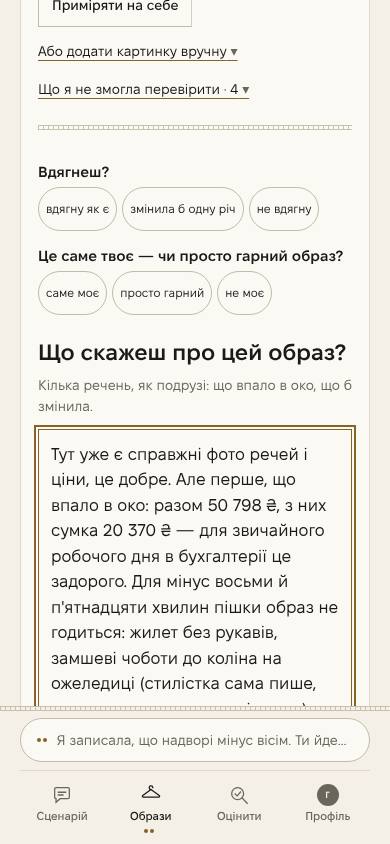 Приміряти на себе
Або додати картинку вручну ▾
Що я не змогла перевірити · 4 ▾
Вдягнеш?
вдягну як є
змінила б одну річ
не вдягну
Це саме твоє — чи просто гарний образ?
саме моє
просто гарний
не моє
Що скажеш про цей образ?
Кілька речень, як подрузі: що впало в око, що б
змінила.
Тут уже є справжні фото речей і
ціни, це добре. Але перше, що
впало в око: разом 50 798 ₴, з них
сумка 20 370 ₴ — для звичайного
робочого дня в бухгалтерії це
задорого. Для мінус восьми й
п'ятнадцяти хвилин пішки образ не
годиться: жилет без рукавів,
замшеві чоботи до коліна на
ожеледиці (стилістка сама пише,
Я записала, що надворі мінус вісім. Ти йде...
Сценарій
Образи
Оцінити
г
Профіль